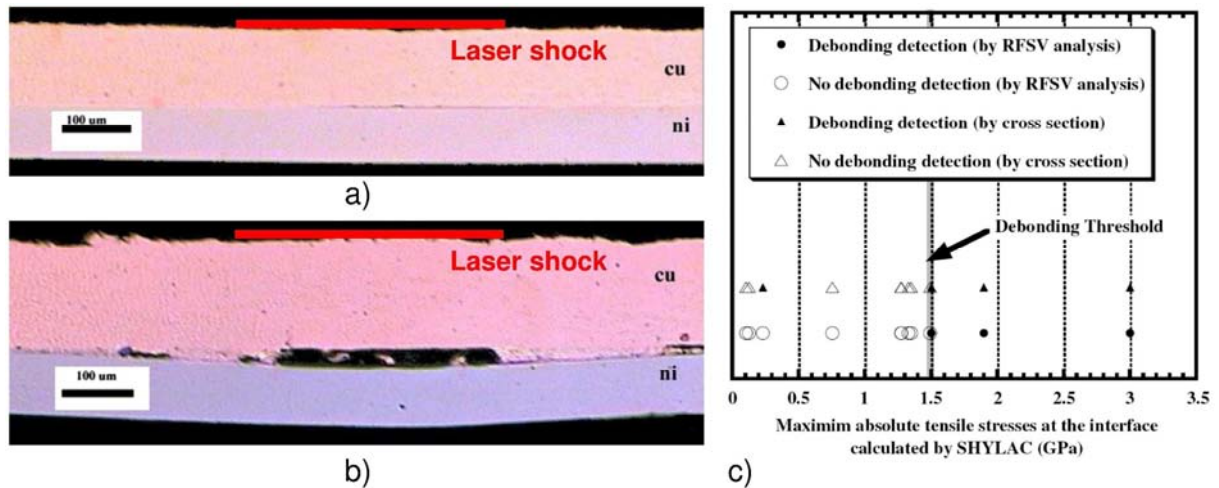 Laser shock
cu
100 um
ni
a)
Laser shock
cu
100 um
ni
b)
Debonding detection (by RFSV analysis)
No debonding detection (by RFSV analysis)
Debonding detection (by cross section)
No debonding detection (by cross section)
Debonding Threshold
0 0.5 1 1.5 2 2.5 3 3.5
Maximim absolute tensile stresses at the interface
calculated by SHYLAC (GPa)
c)